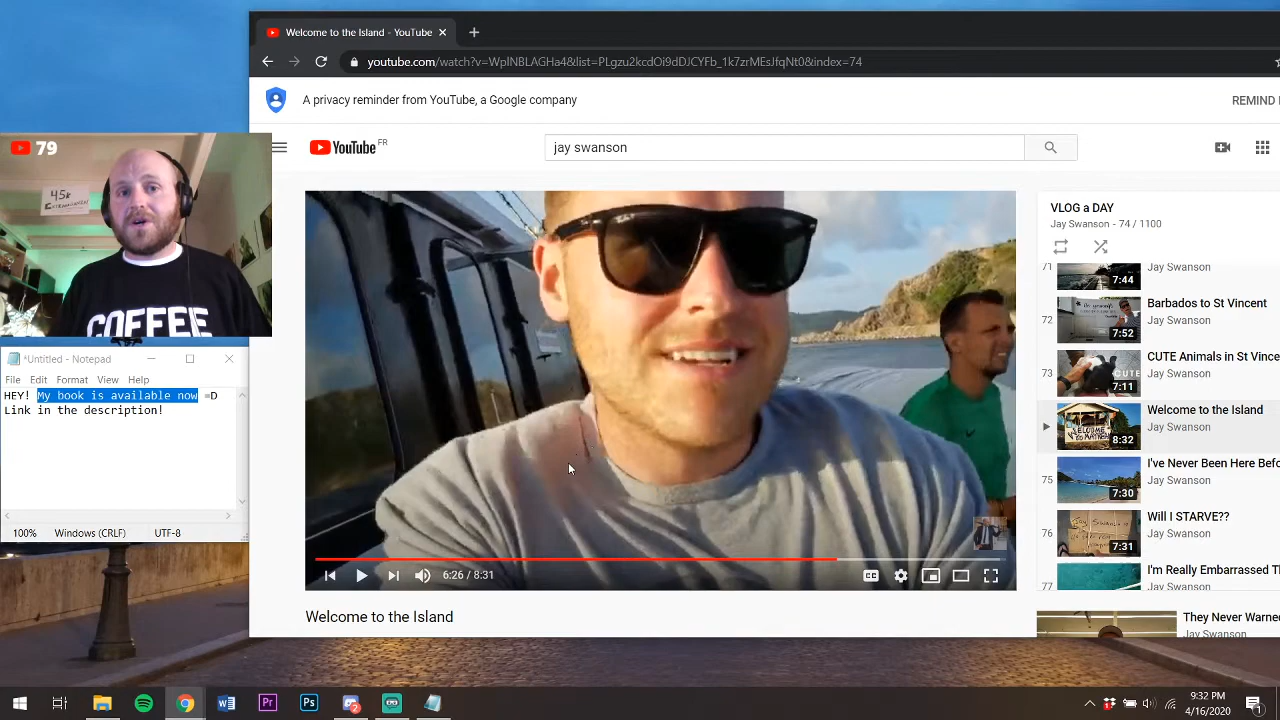 Welcome to the Island - YouTube
youtube.com/watch?v=WpINBLAGHa4&list=PLgzu2kcdOi9dDJCYFb_1k7zrMEsJfqNt0&index=74
A privacy reminder from YouTube, a Google company
REMIND
YouTube FR
jay swanson
79
45k
COFFEE
*Untitled - Notepad
File Edit Format View Help
HEY! My book is available now =D
Link in the description!
100% Windows (CRLF) UTF-8
6:26 / 8:31
CC
Welcome to the Island
VLOG a DAY
Jay Swanson - 74 / 1100
71
7:44
Jay Swanson
72
7:52
Barbados to St Vincent
Jay Swanson
73
CUTE
7:11
CUTE Animals in St Vince
Jay Swanson
8:32
Welcome to the Island
Jay Swanson
75
7:30
I've Never Been Here Befo
Jay Swanson
76
7:31
Will I STARVE??
Jay Swanson
77
I'm Really Embarrassed T
They Never Warne
Jay Swanson
W
Pr
Ps
9:32 PM
4/16/2020
1